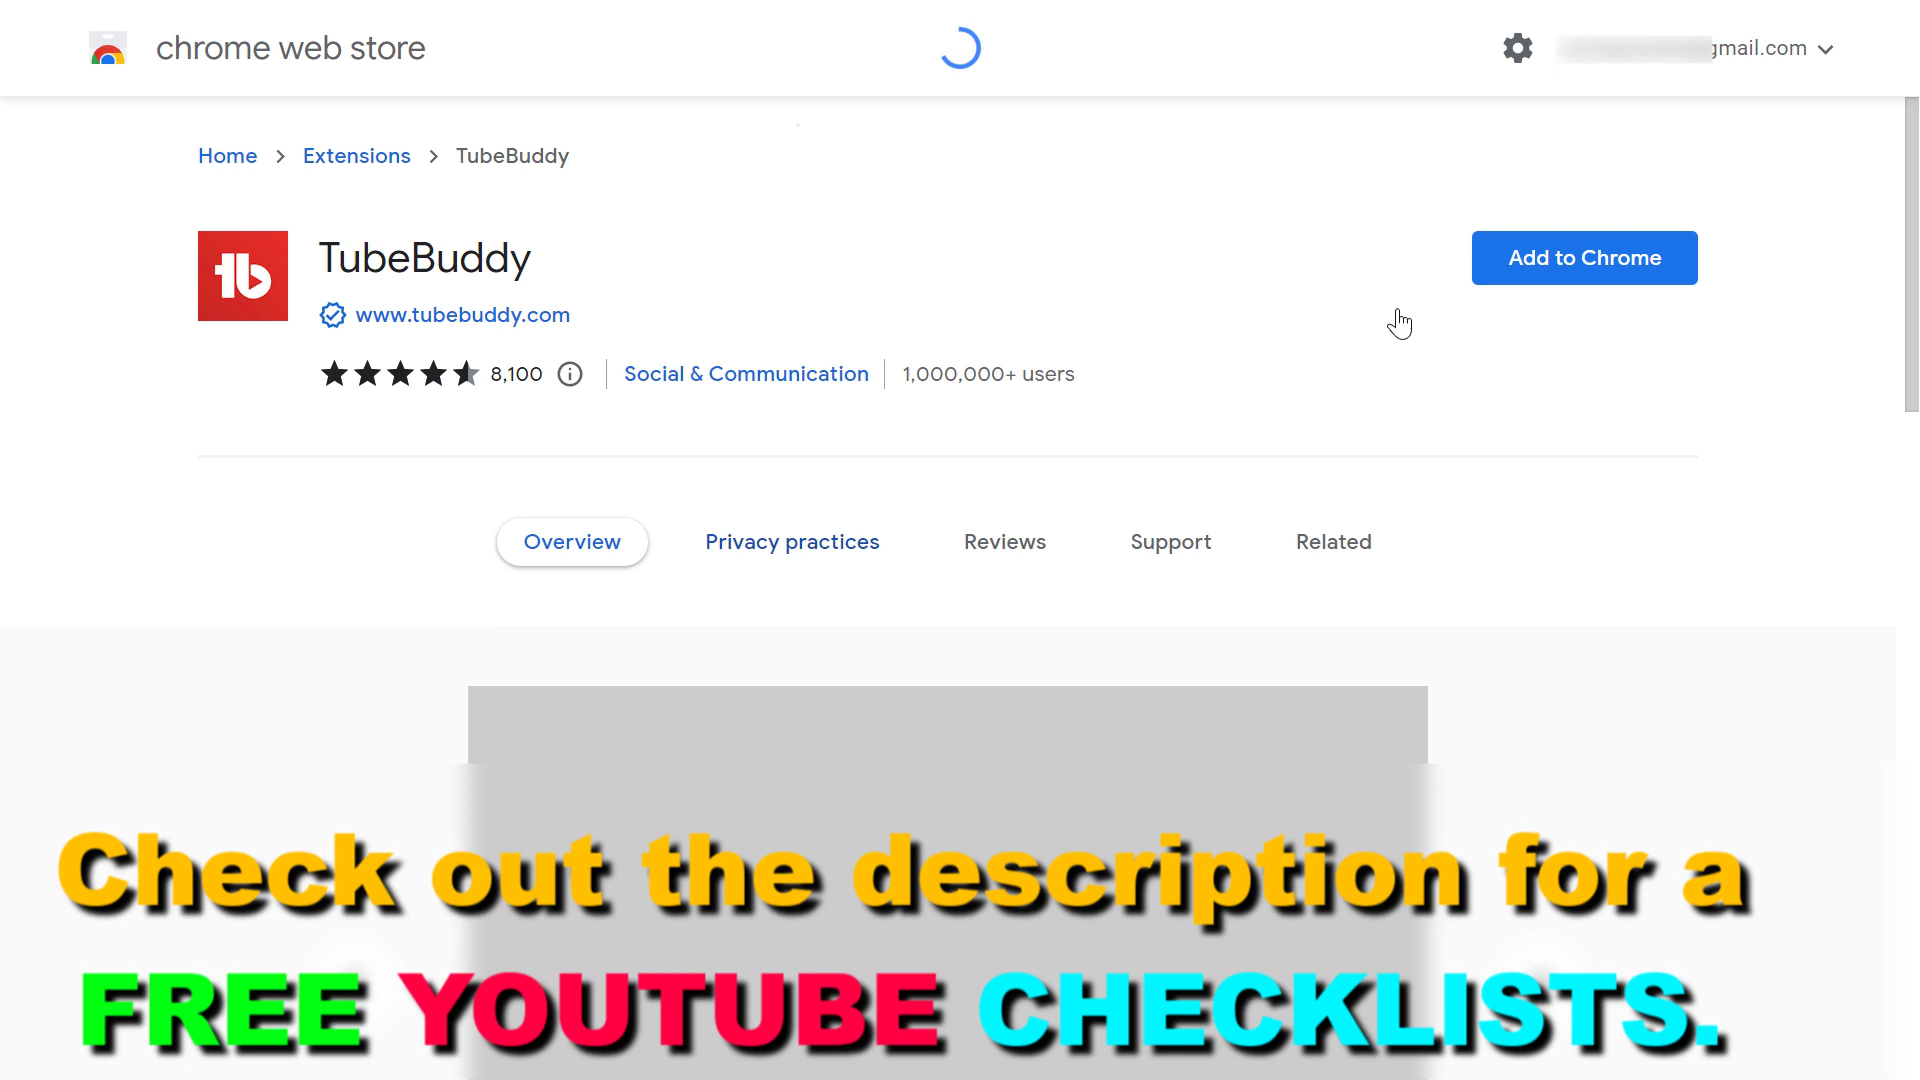 chrome web store
gmail.com
Home > Extensions > TubeBuddy
tb
TubeBuddy
Add to Chrome
www.tubebuddy.com
8,100
Social & Communication
1,000,000+ users
Overview
Privacy practices
Reviews
Support
Related
Check out the description for a
FREE YOUTUBE CHECKLISTS.